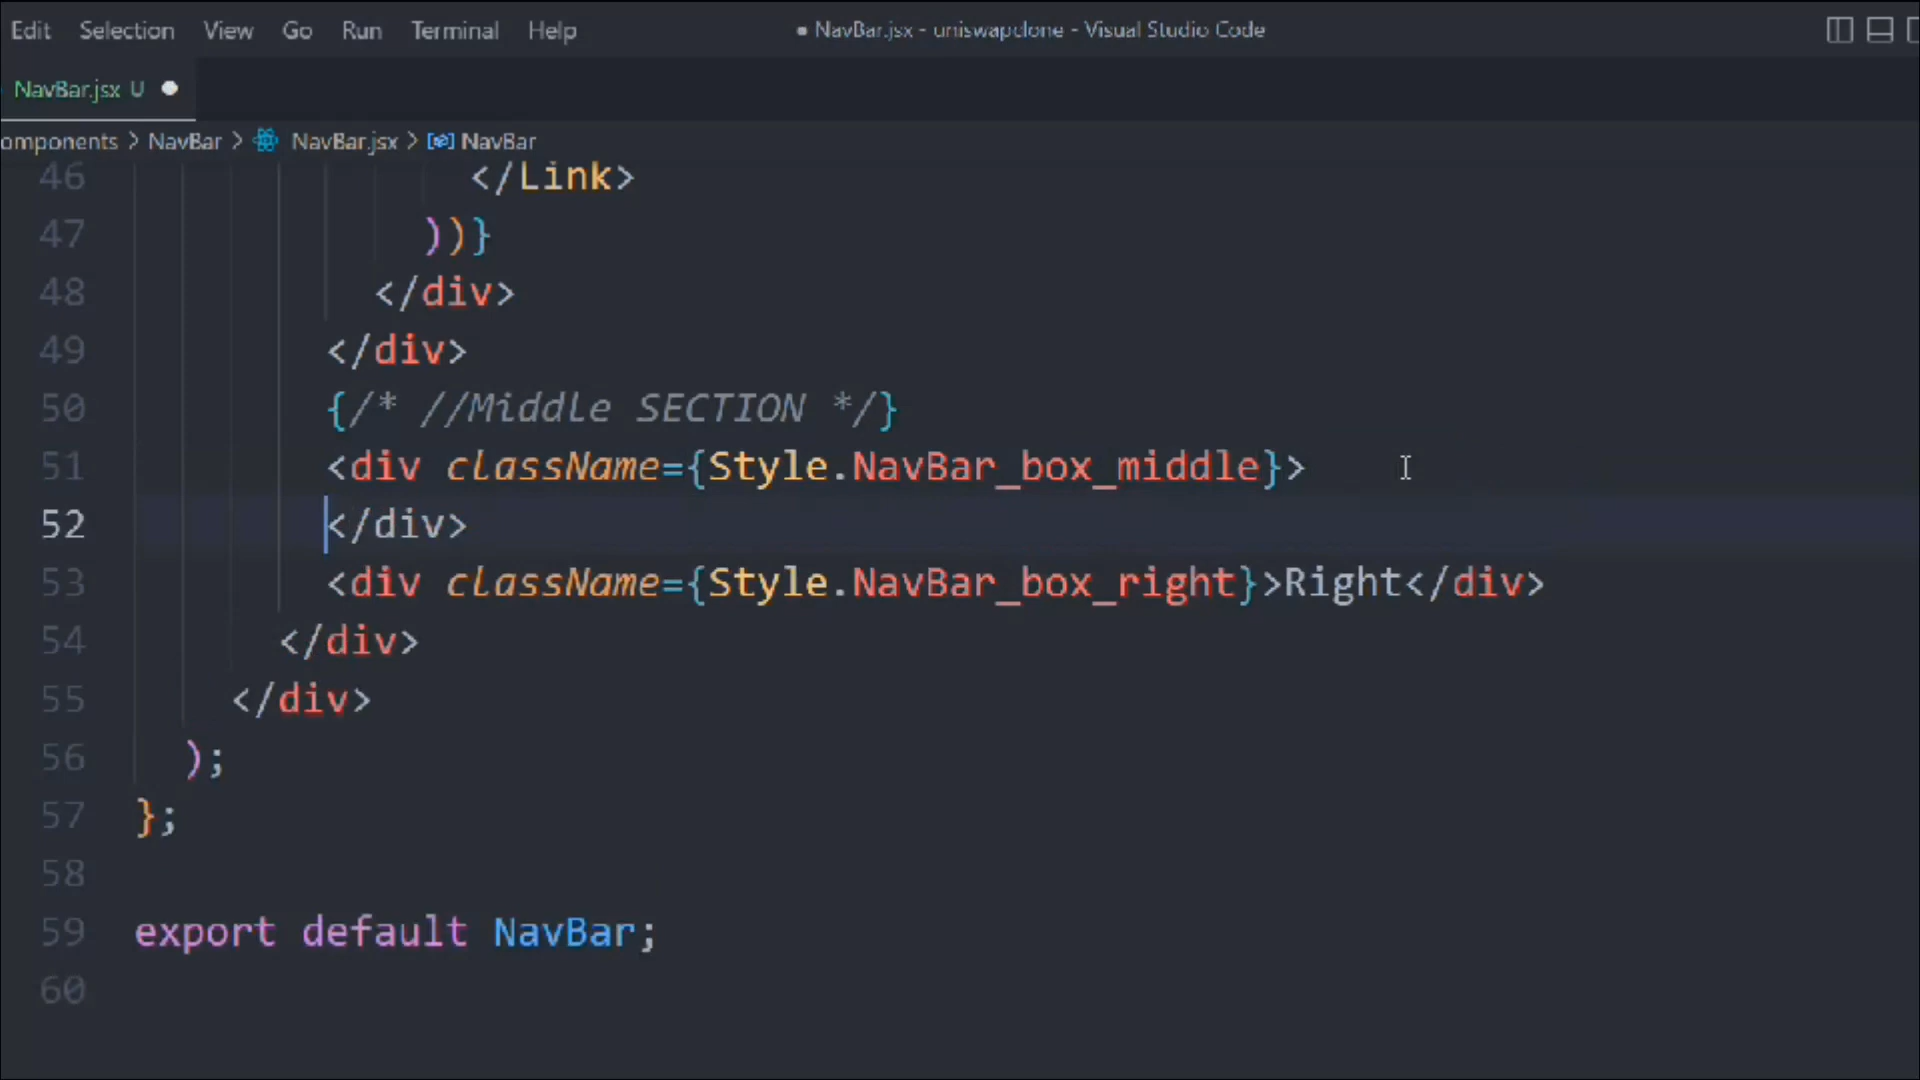 Edit Selection View Go Run Terminal Help ● NavBar.jsx - uniswapclone - Visual Studio Code
NavBar.jsx U ●
omponents > NavBar > NavBar.jsx > NavBar
46 </Link>
47 ))}
48 </div>
49 </div>
50 {/* //Middle SECTION */}
51 <div className={Style.NavBar_box_middle}>
52 </div>
53 <div className={Style.NavBar_box_right}>Right</div>
54 </div>
55 </div>
56 );
57 };
58
59 export default NavBar;
60